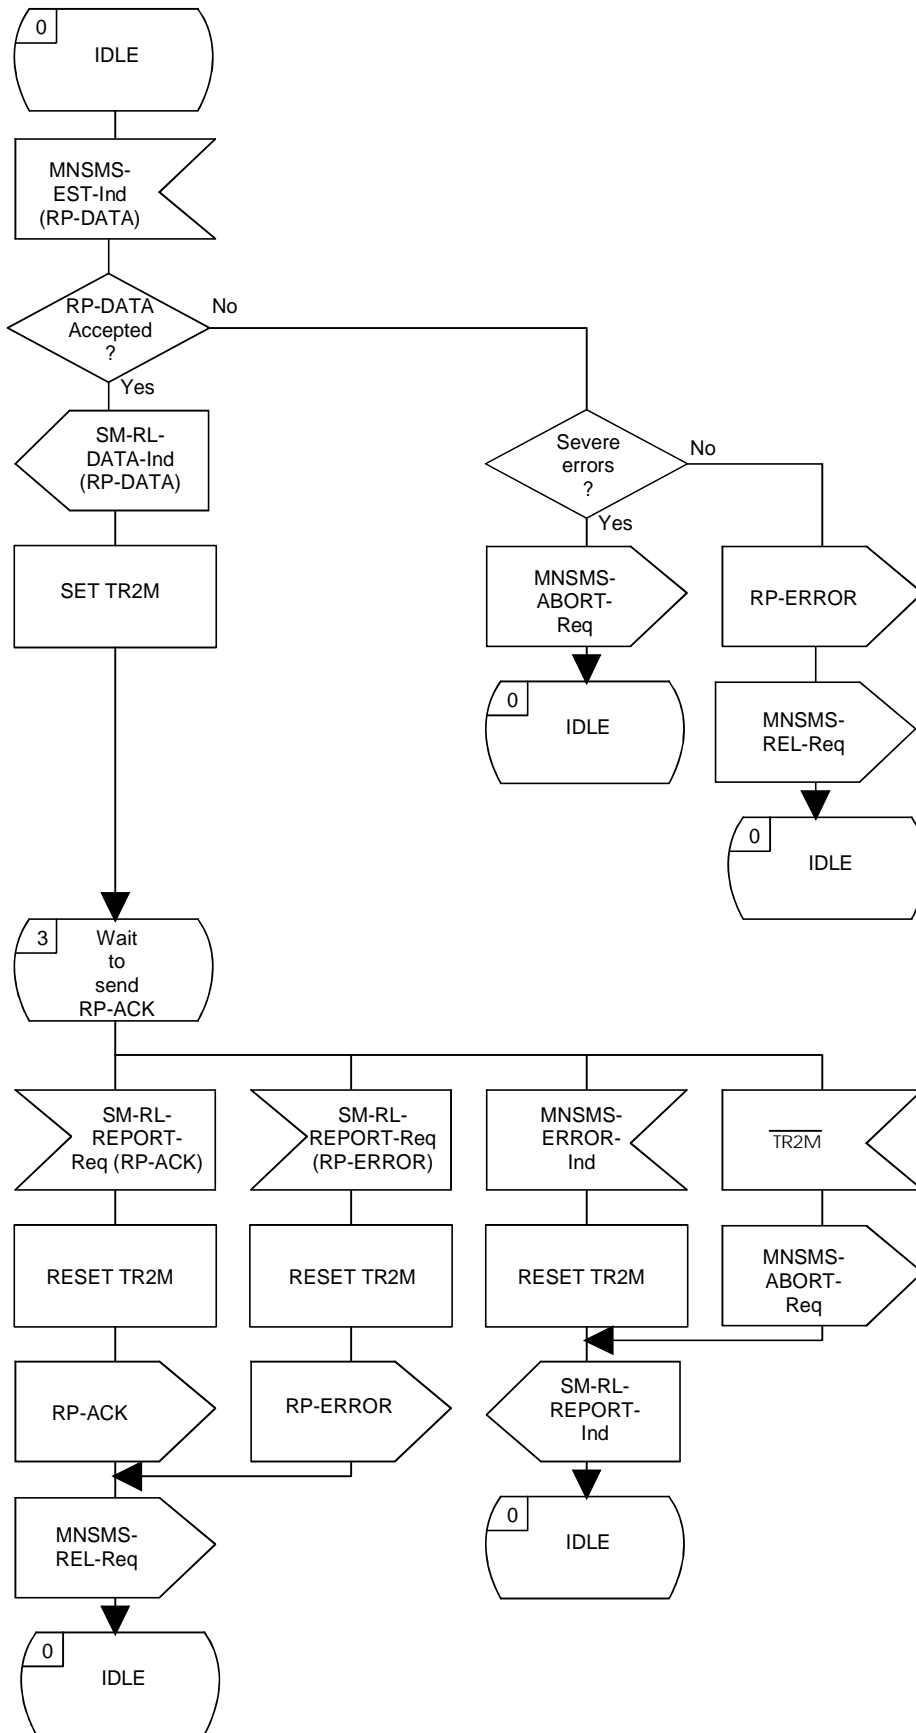 0
IDLE
MNSMS-
EST-Ind
(RP-DATA)
RP-DATA
Accepted
?
No
Yes
SM-RL-
DATA-Ind
(RP-DATA)
Severe
errors
?
No
Yes
SET TR2M
MNSMS-
ABORT-
Req
RP-ERROR
0
IDLE
MNSMS-
REL-Req
0
IDLE
3
Wait
to
send
RP-ACK
SM-RL-
REPORT-
Req (RP-ACK)
SM-RL-
REPORT-Req
(RP-ERROR)
MNSMS-
ERROR-
Ind
TR2M
RESET TR2M
RESET TR2M
RESET TR2M
MNSMS-
ABORT-
Req
RP-ACK
RP-ERROR
SM-RL-
REPORT-
Ind
MNSMS-
REL-Req
0
IDLE
0
IDLE